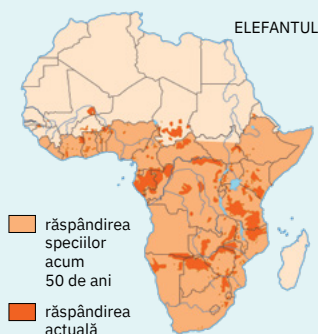 ELEFANTUL
răspândirea
speciilor
acum
50 de ani
răspândirea
actuală